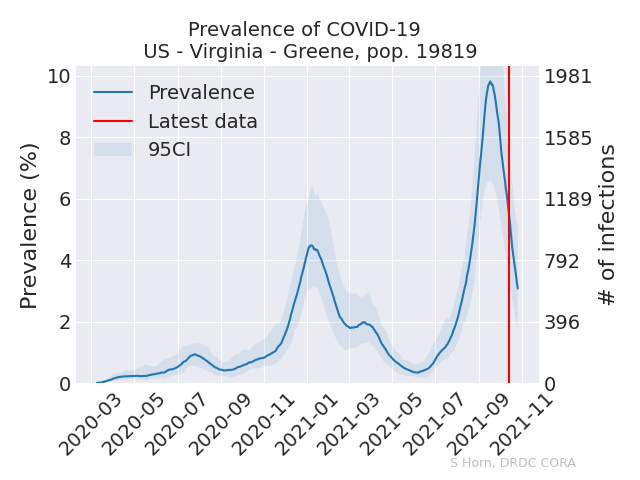 Prevalence of COVID-19
US - Virginia - Greene, pop. 19819
Prevalence
Latest data
95CI
Prevalence (%)
10
8
6
4
2
0
1981
1585
1189
792
396
0
# of infections
2020-03
2020-05
2020-07
2020-09
2020-11
2021-01
2021-03
2021-05
2021-07
2021-09
2021-11
S Horn, DRDC CORA